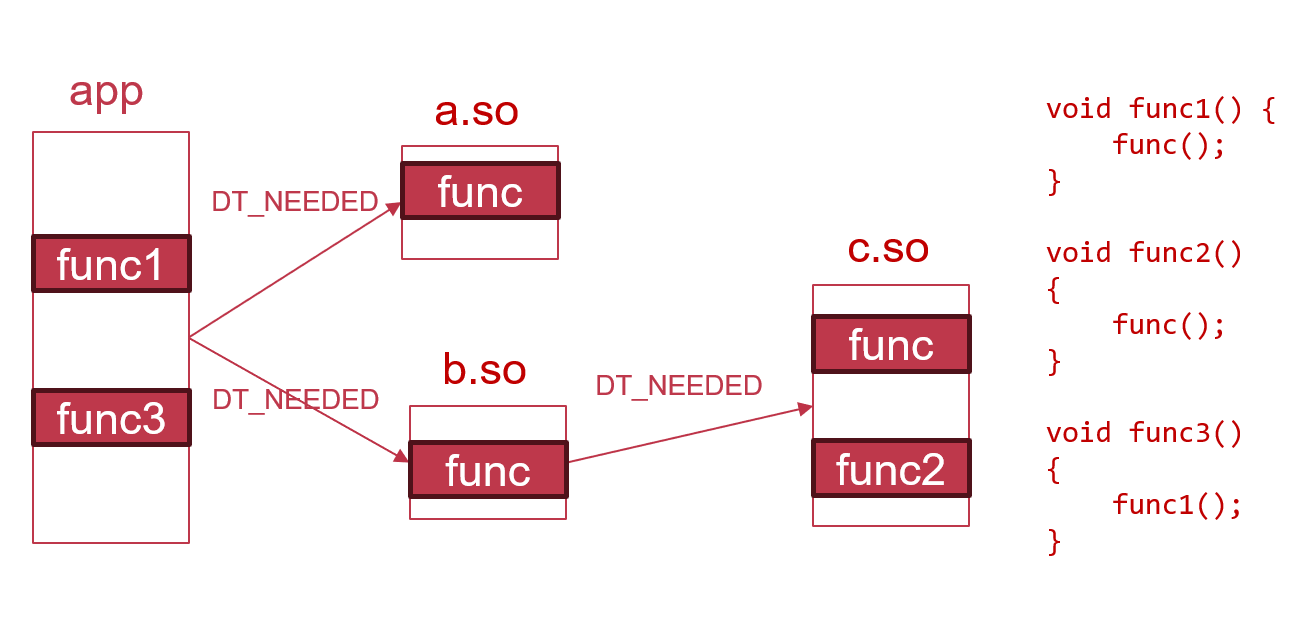 app
func1
func3
DT_NEEDED
DT_NEEDED
a.so
func
b.so
func
DT_NEEDED
c.so
func
func2
void func1() {
    func();
}
void func2()
{
    func();
}
void func3()
{
    func1();
}